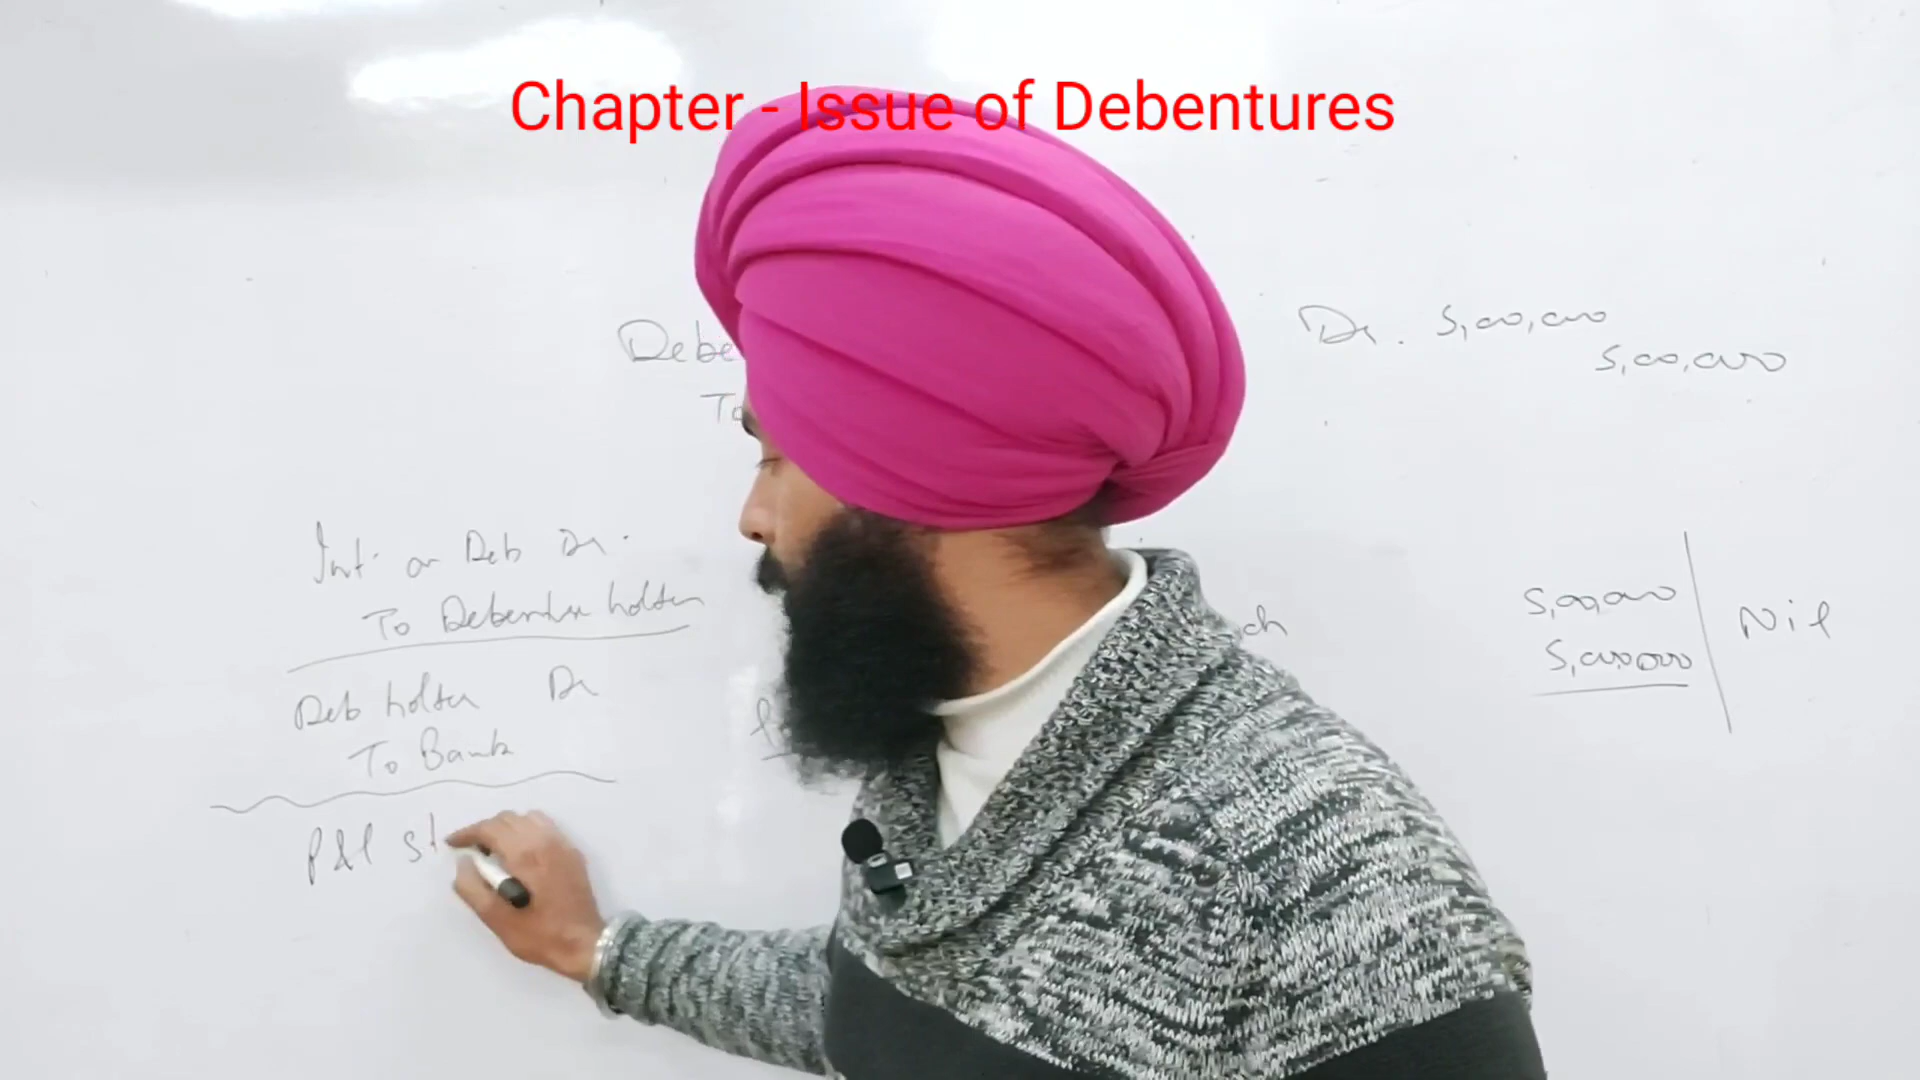 Chapter - Issue of Debentures
Debe
Dr. 5,00,000
5,00,000
To
Int. on Deb Dr.
To Debenture holder
Deb holder Dr
To Bank
P&L St
ch
5,00,000
5,00,000
Nil